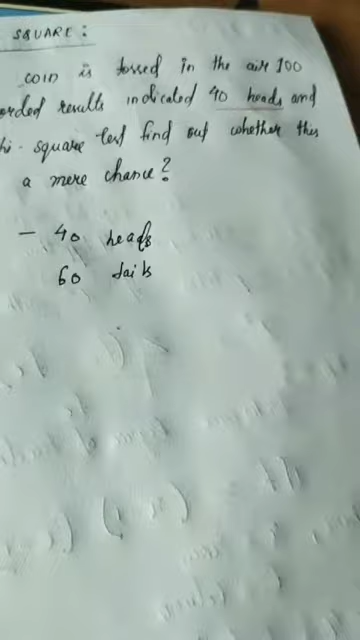 SQUARE :
coin is tossed in the air 100
orded results indicated 40 heads and
hi - square test find out whether this
a mere chance?
- 40 heads
60 tails